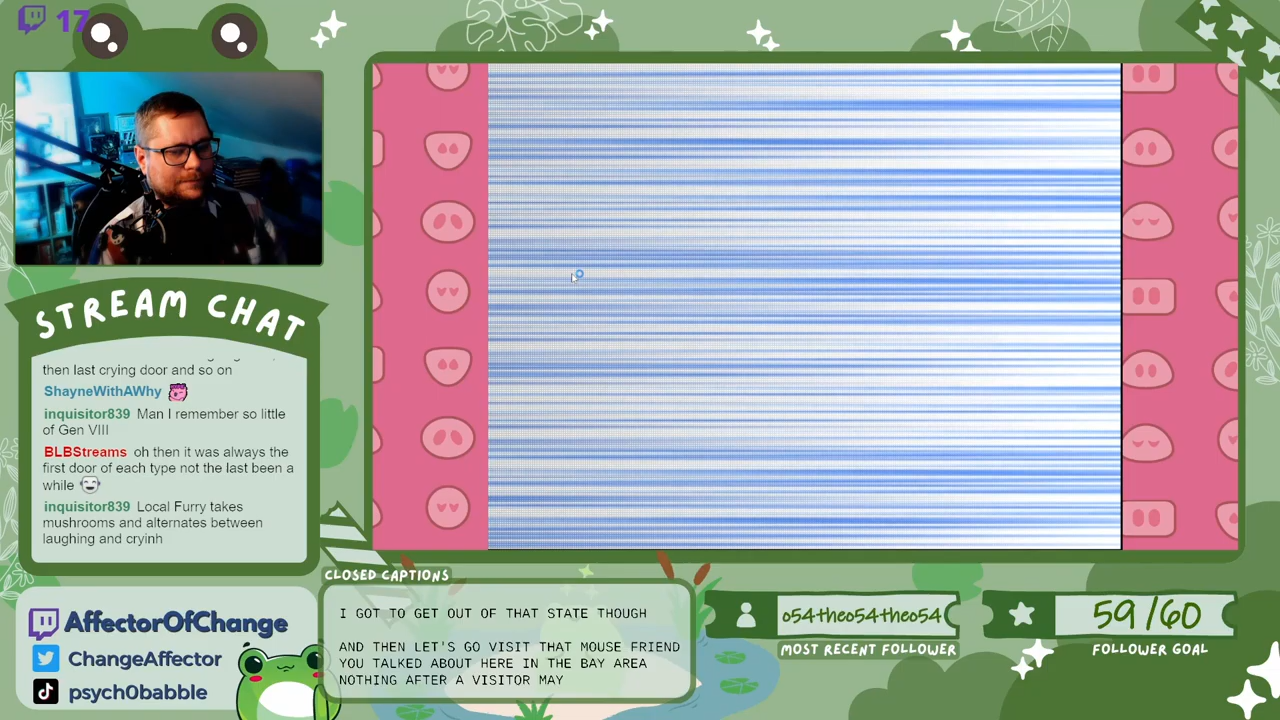 17
STREAM CHAT
then last crying door and so on
ShayneWithAWhy
inquisitor839 Man I remember so little
of Gen VIII
BLBStreams oh then it was always the
first door of each type not the last been a
while
inquisitor839 Local Furry takes
mushrooms and alternates between
laughing and cryinh
AffectorOfChange
ChangeAffector
psych0babble
CLOSED CAPTIONS
I GOT TO GET OUT OF THAT STATE THOUGH
AND THEN LET'S GO VISIT THAT MOUSE FRIEND
YOU TALKED ABOUT HERE IN THE BAY AREA
NOTHING AFTER A VISITOR MAY
o54theo54theo54
MOST RECENT FOLLOWER
59/60
FOLLOWER GOAL